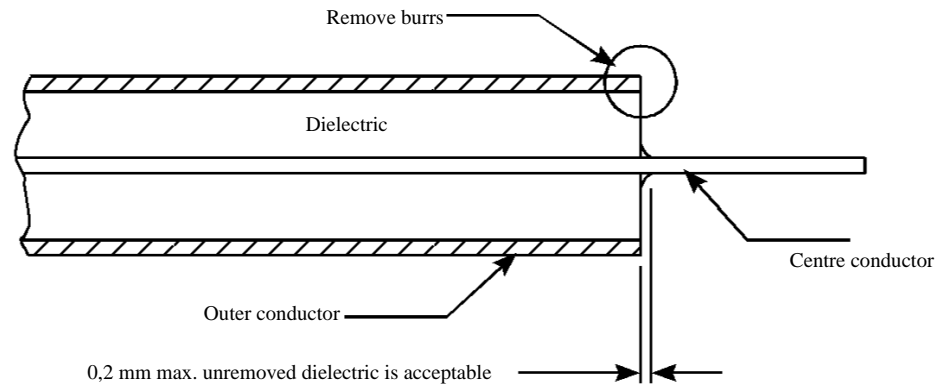 Remove burrs
Dielectric
Centre conductor
Outer conductor
0,2 mm max. unremoved dielectric is acceptable